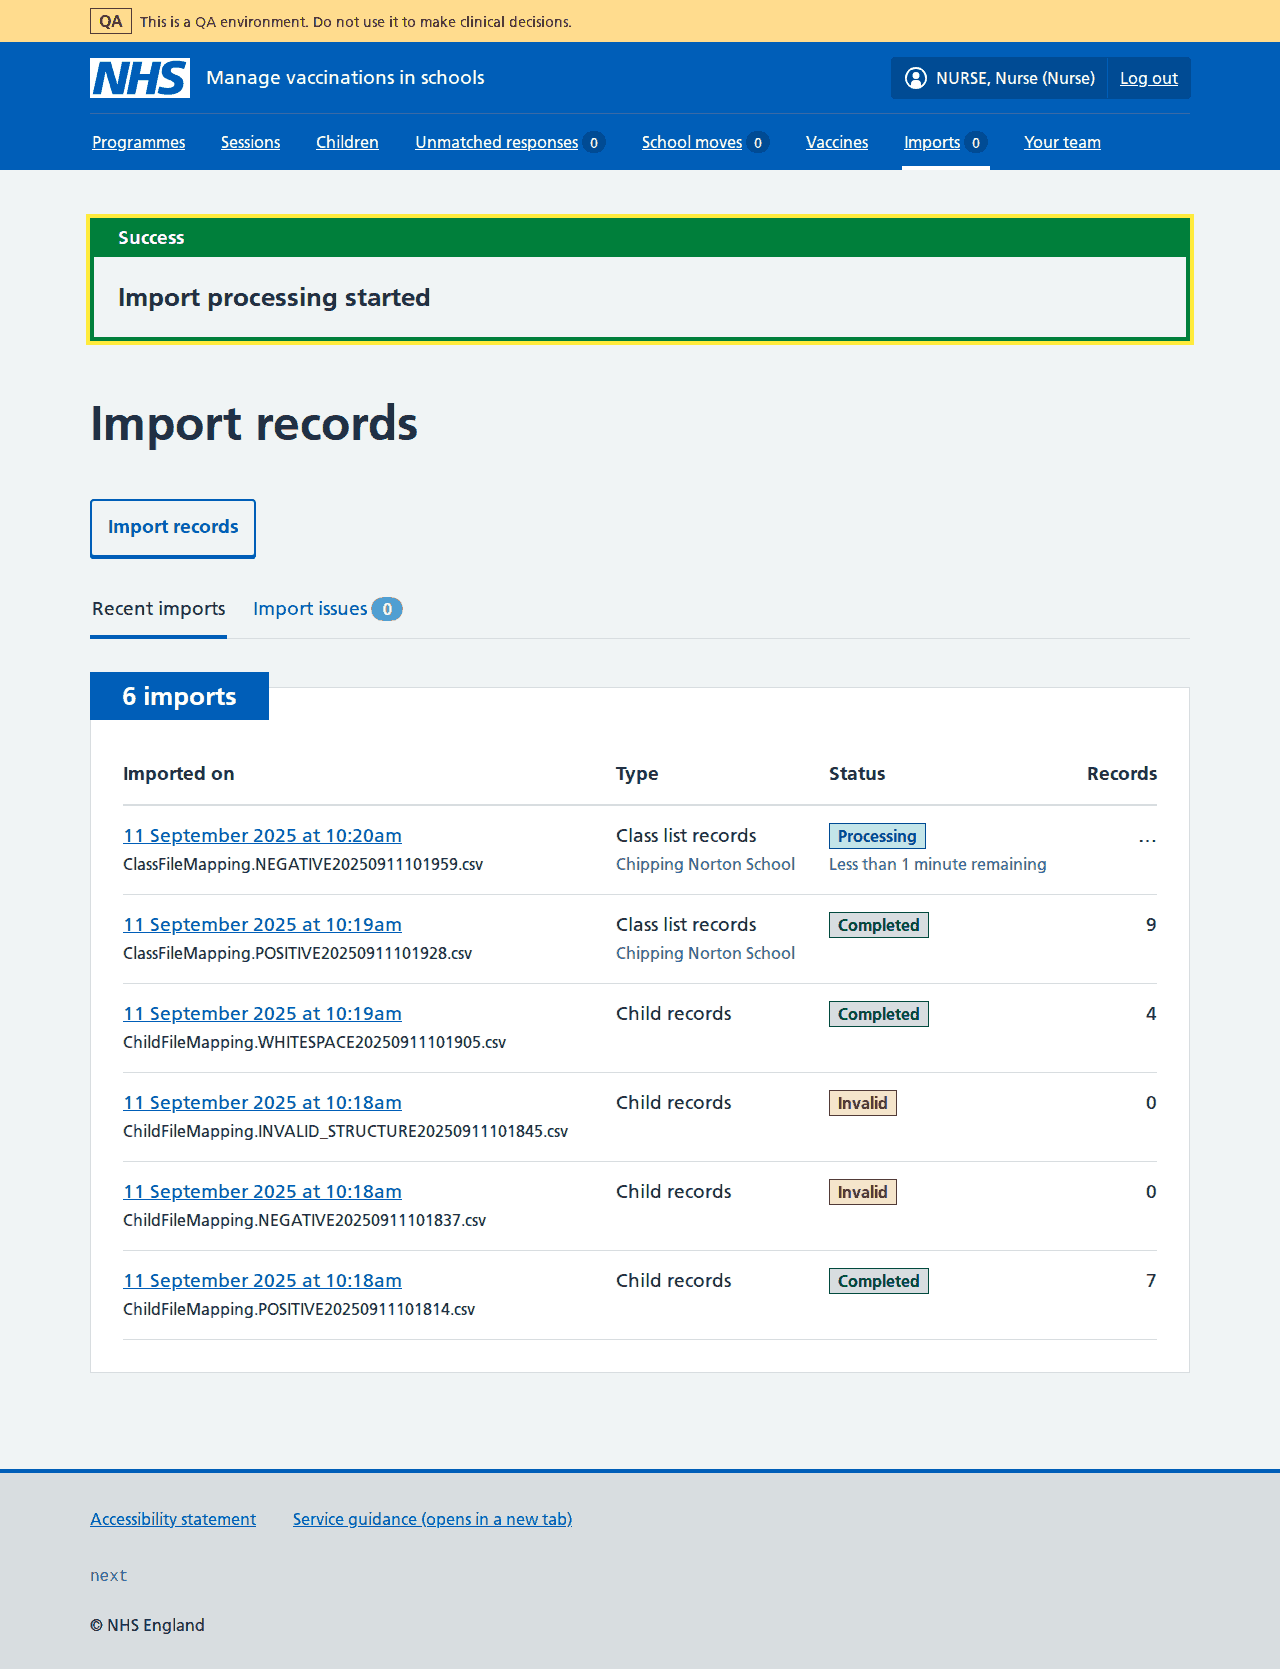 QA This is a QA environment. Do not use it to make clinical decisions.
NHS Manage vaccinations in schools NURSE, Nurse (Nurse) Log out
Programmes Sessions Children Unmatched responses 0 School moves 0 Vaccines Imports 0 Your team
Success
Import processing started
Import records
Import records
Recent imports Import issues 0
6 imports
Imported on Type Status Records
11 September 2025 at 10:20am Class list records Processing ...
ClassFileMapping.NEGATIVE20250911101959.csv Chipping Norton School Less than 1 minute remaining
11 September 2025 at 10:19am Class list records Completed 9
ClassFileMapping.POSITIVE20250911101928.csv Chipping Norton School
11 September 2025 at 10:19am Child records Completed 4
ChildFileMapping.WHITESPACE20250911101905.csv
11 September 2025 at 10:18am Child records Invalid 0
ChildFileMapping.INVALID_STRUCTURE20250911101845.csv
11 September 2025 at 10:18am Child records Invalid 0
ChildFileMapping.NEGATIVE20250911101837.csv
11 September 2025 at 10:18am Child records Completed 7
ChildFileMapping.POSITIVE20250911101814.csv
Accessibility statement Service guidance (opens in a new tab)
next
© NHS England